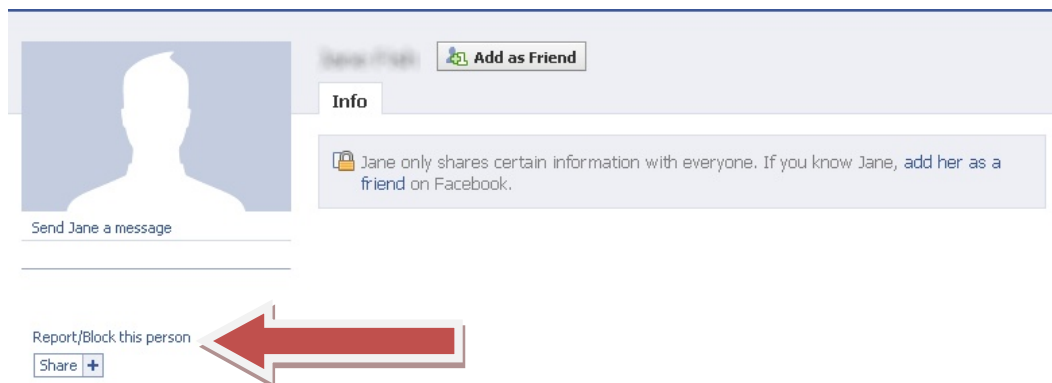 Add as Friend
Info
Jane only shares certain information with everyone. If you know Jane, add her as a
friend on Facebook.
Send Jane a message
Report/Block this person
Share +